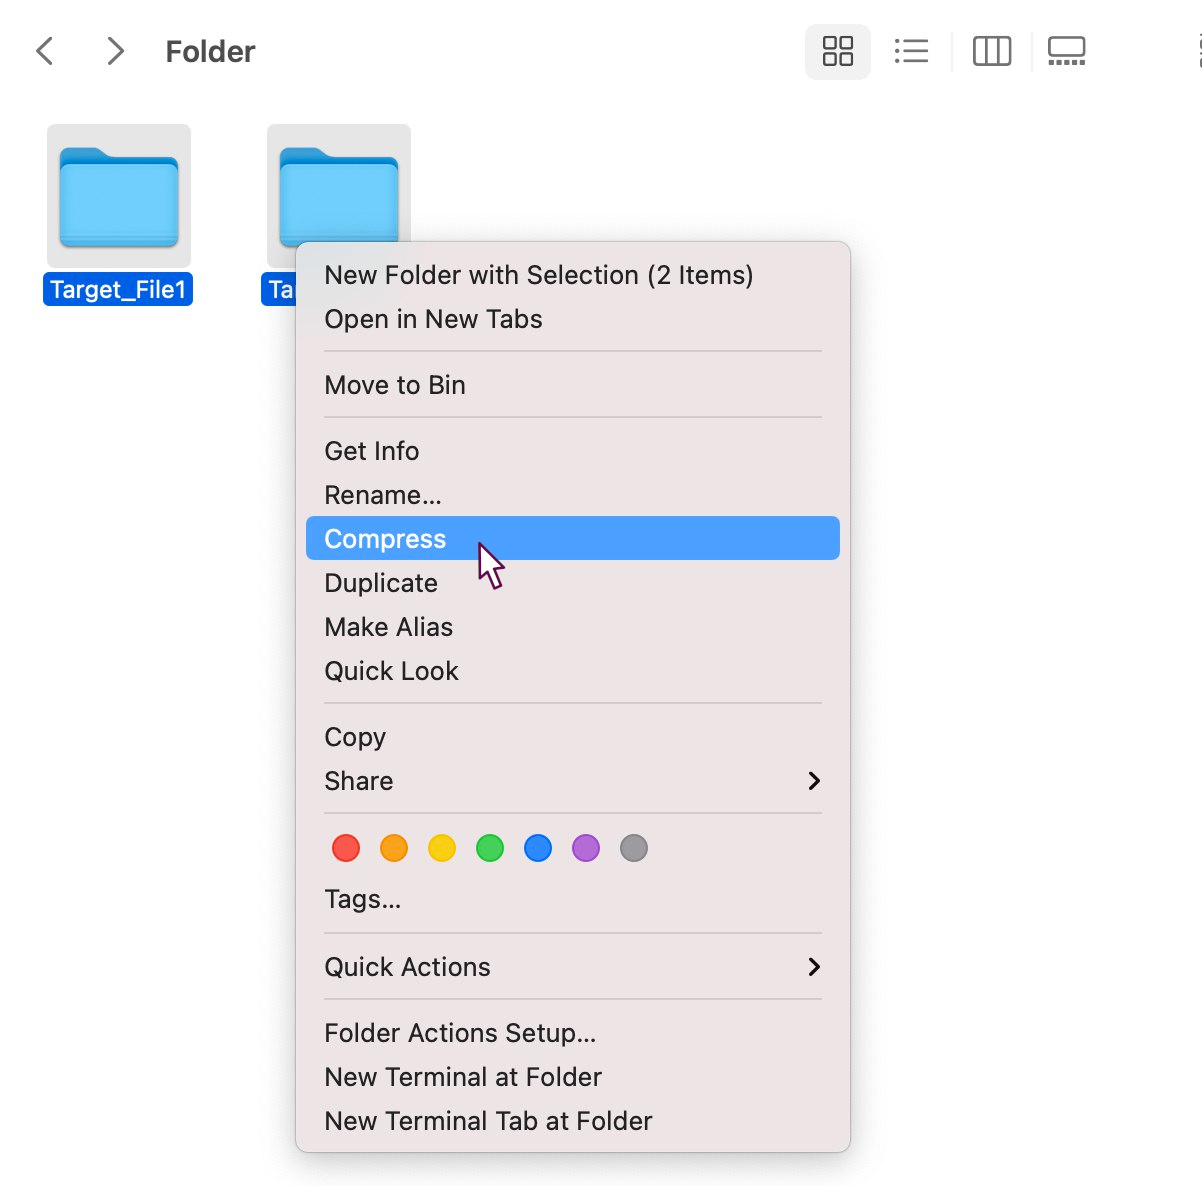 Folder
Target_File1
New Folder with Selection (2 Items)
Open in New Tabs
Move to Bin
Get Info
Rename...
Compress
Duplicate
Make Alias
Quick Look
Copy
Share
Tags...
Quick Actions
Folder Actions Setup...
New Terminal at Folder
New Terminal Tab at Folder